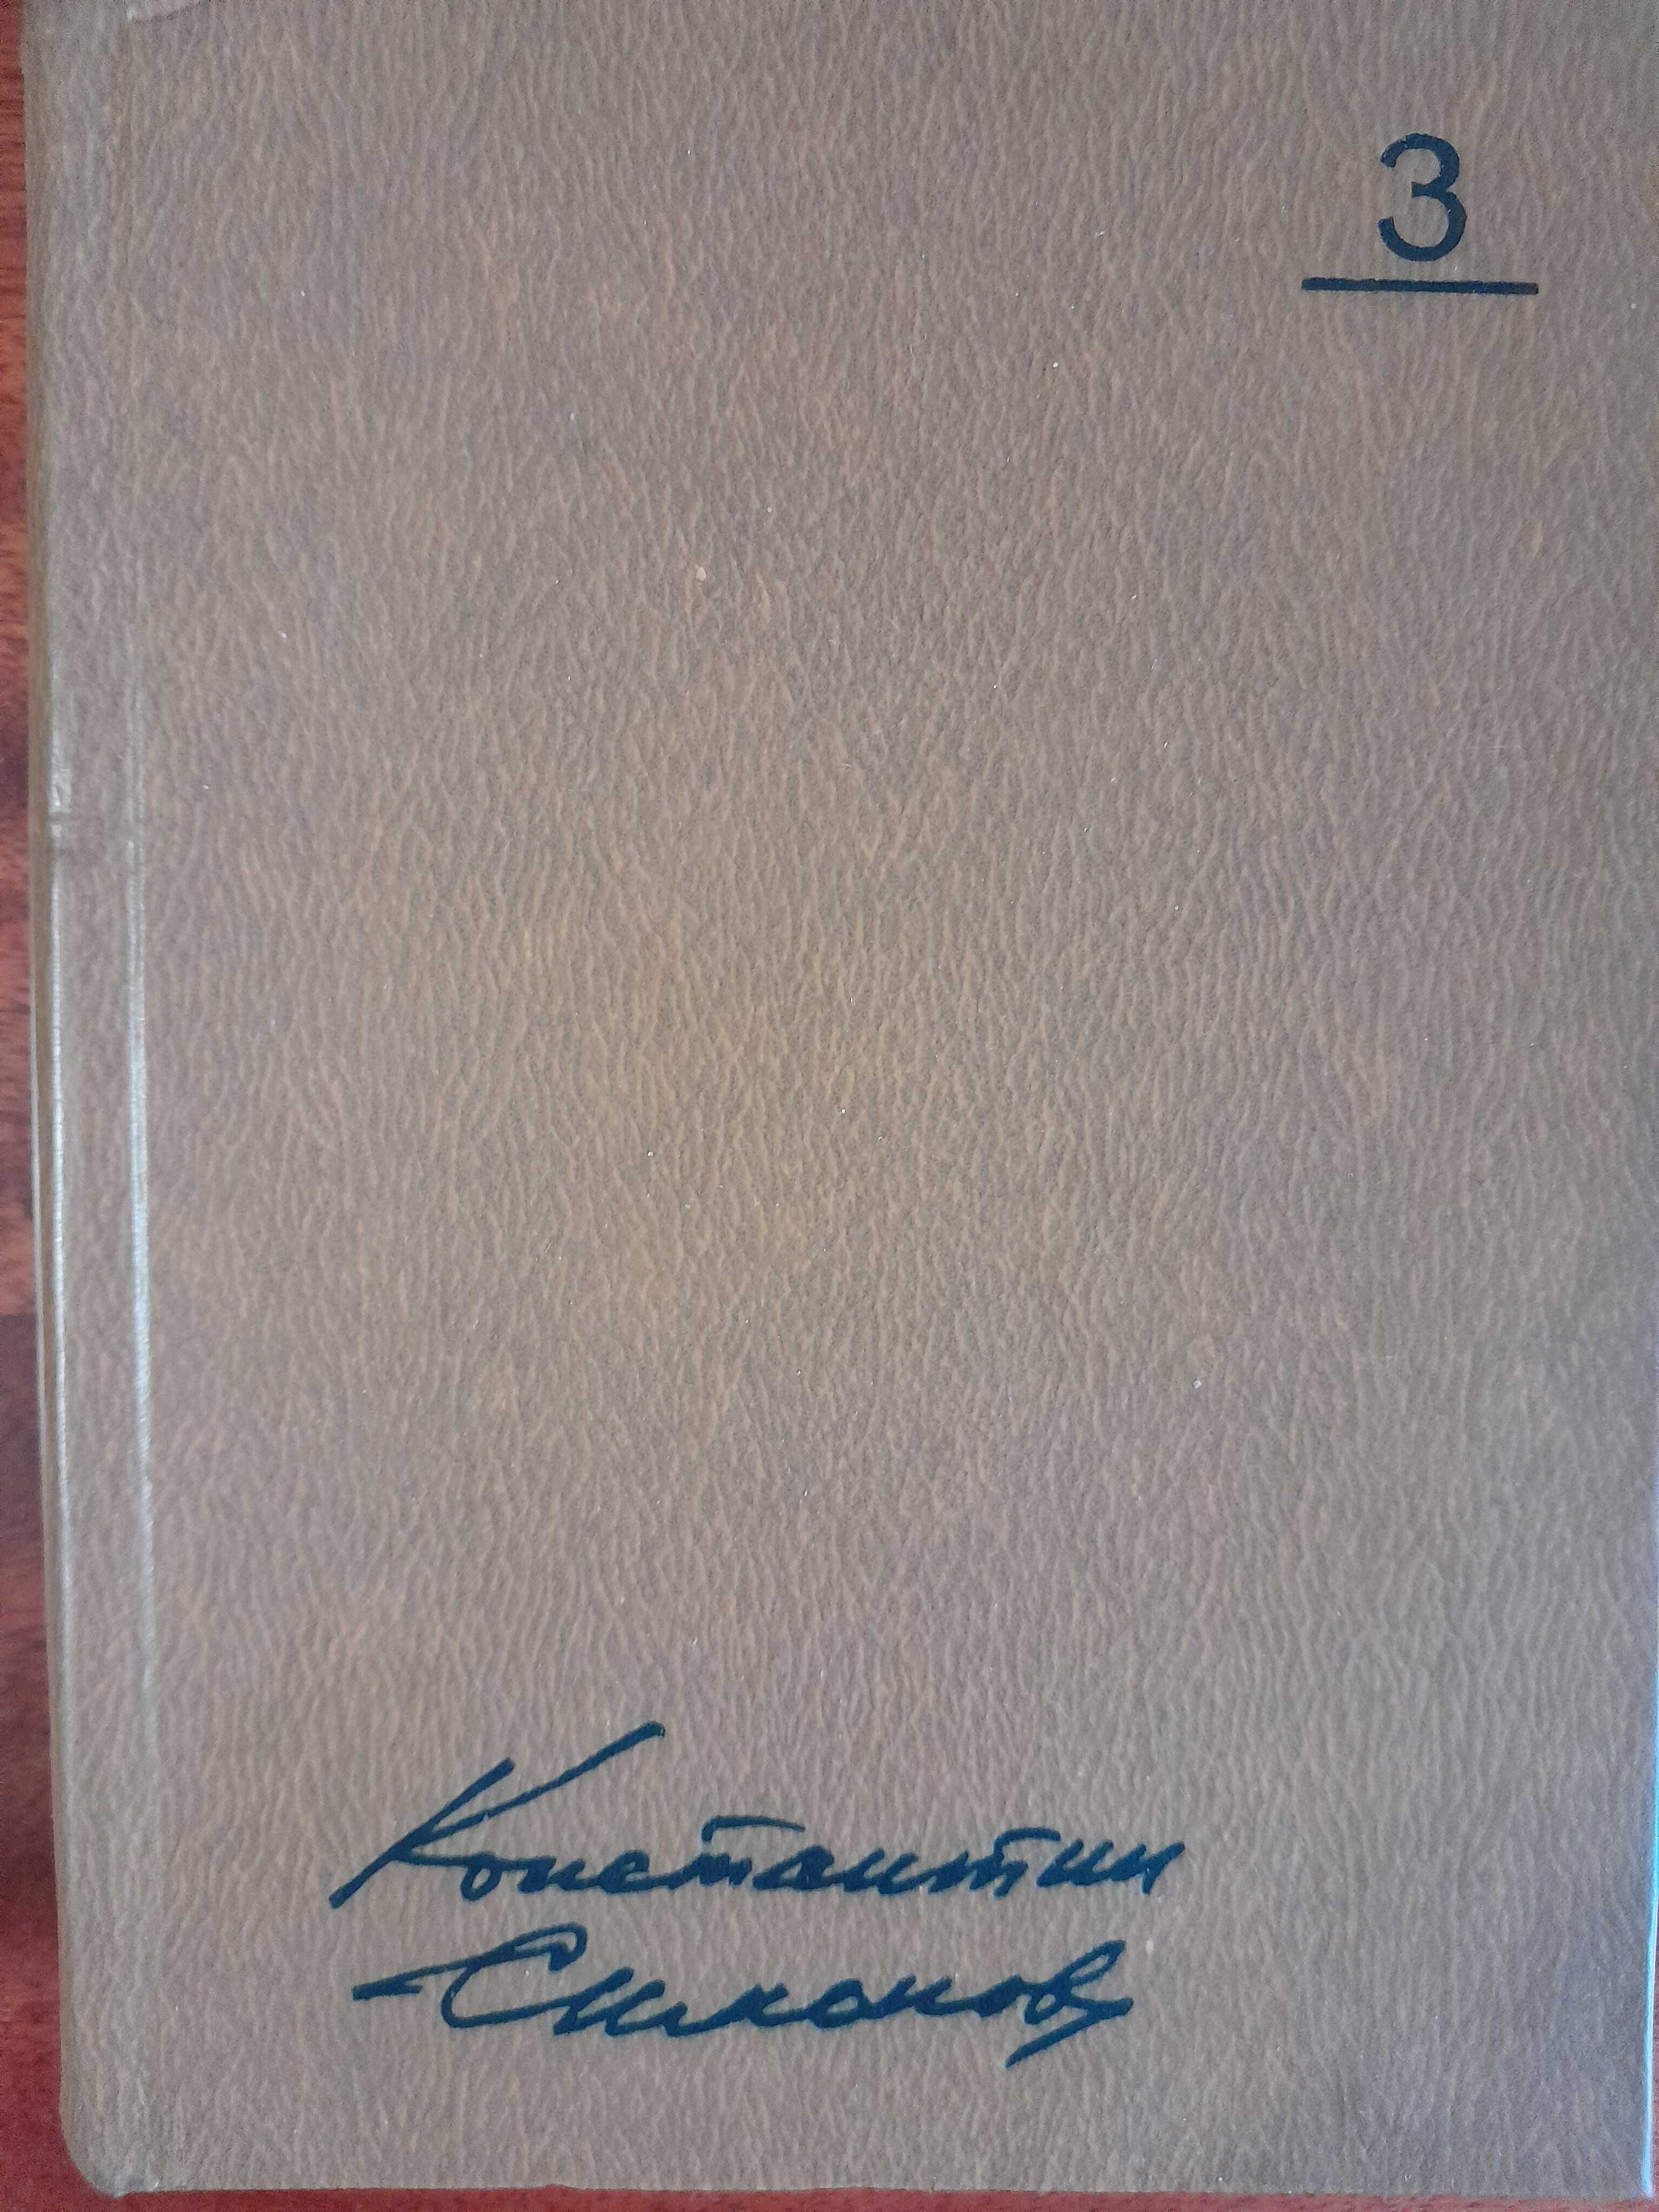 3
Константин
Симонов